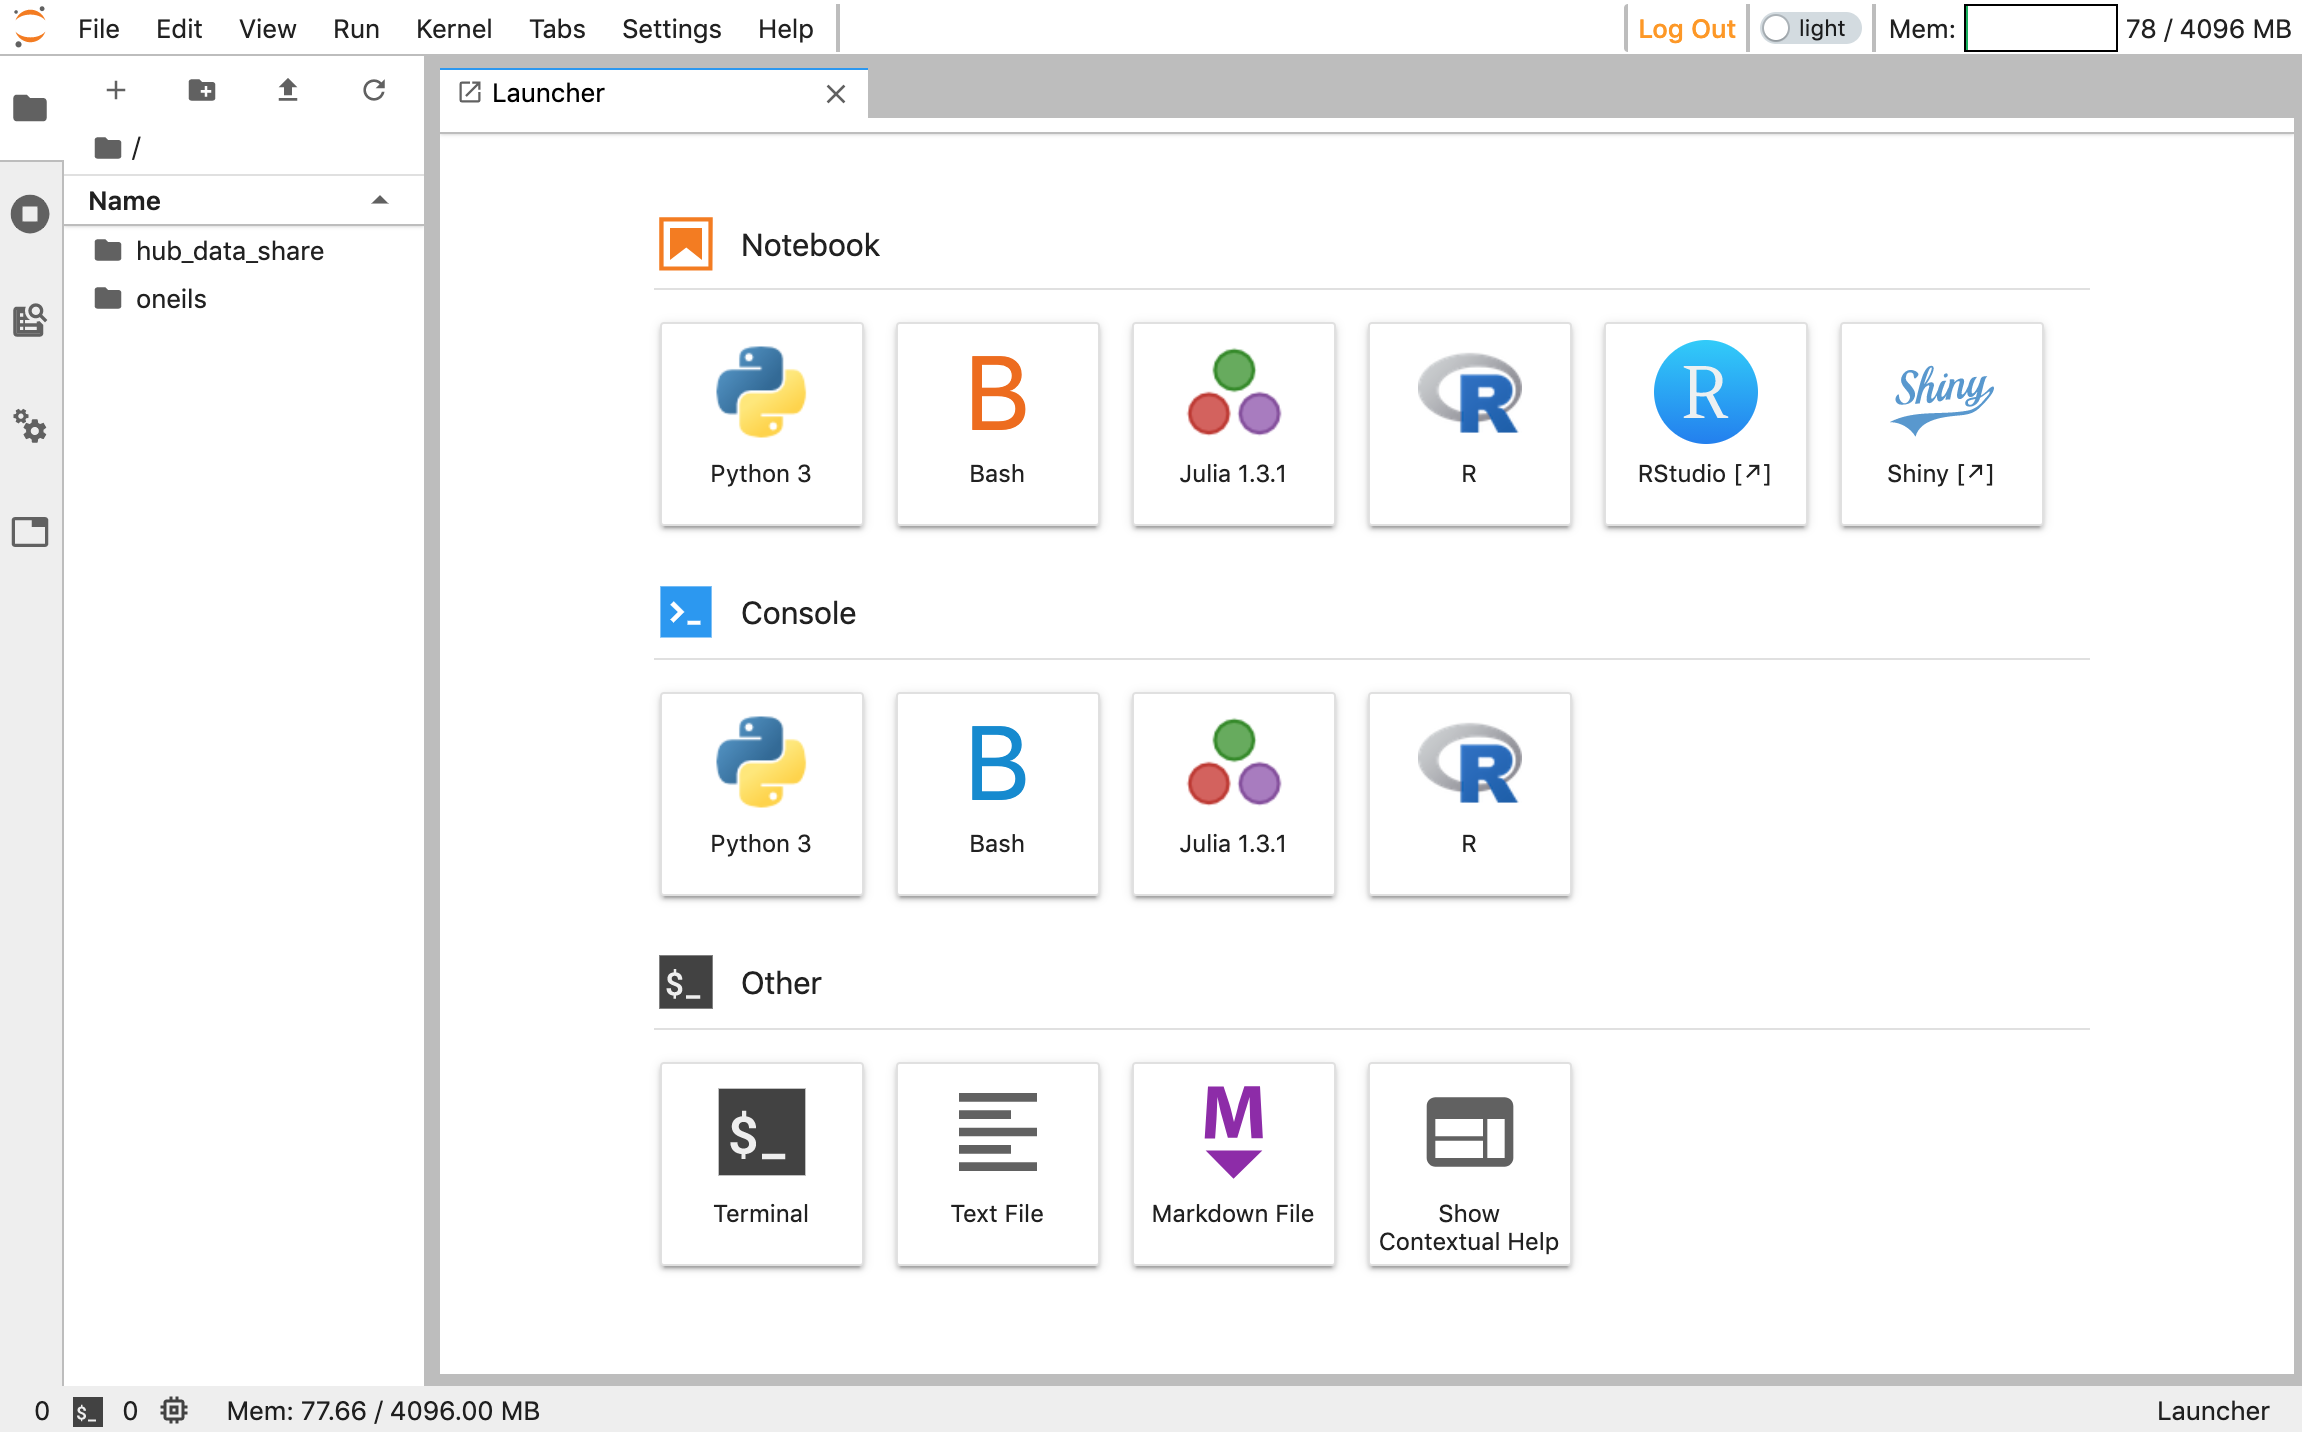 File Edit View Run Kernel Tabs Settings Help Log Out light Mem: 78 / 4096 MB
Launcher
/
Name
hub_data_share
oneils
Notebook
B R Shiny
Python 3 Bash Julia 1.3.1 R RStudio [↗] Shiny [↗]
Console
B R
Python 3 Bash Julia 1.3.1 R
$_ Other
$_ M
Terminal Text File Markdown File Show
Contextual Help
0 $_ 0 Mem: 77.66 / 4096.00 MB Launcher